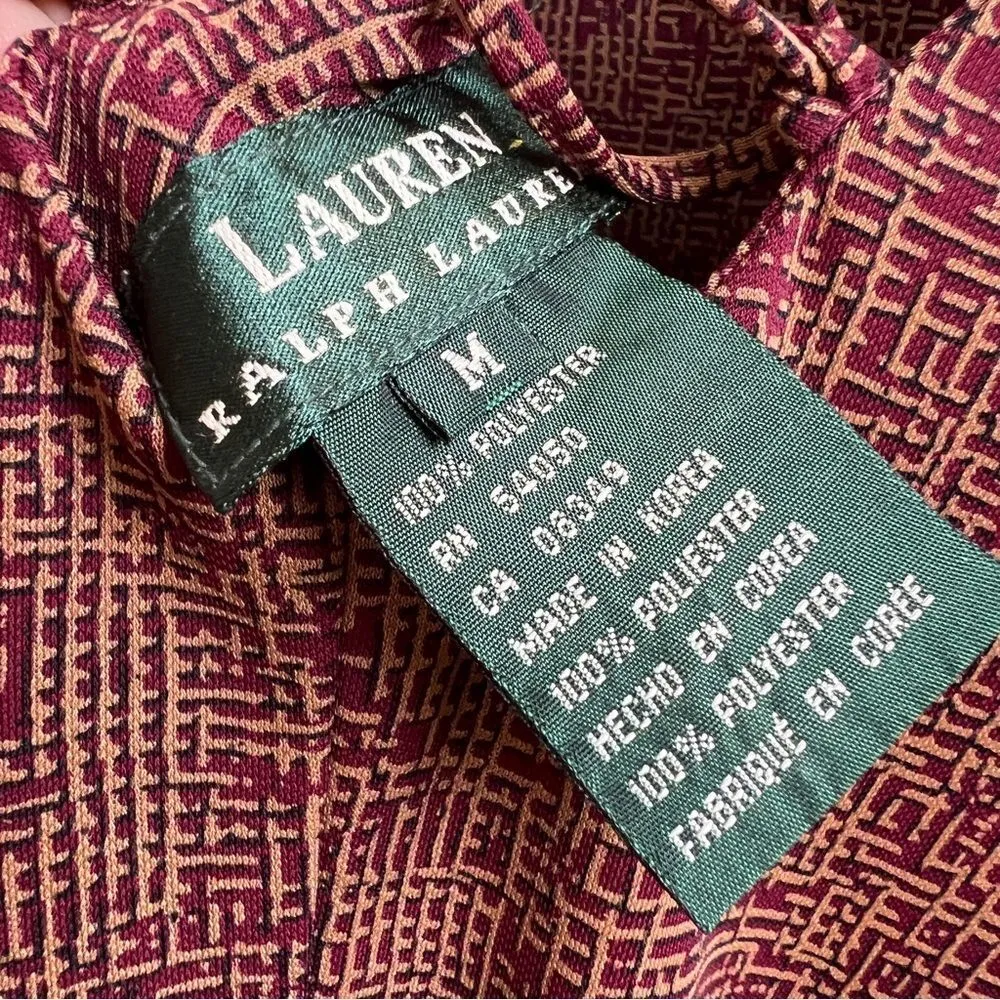 LAUREN
RALPH LAUREN
M
100% POLYESTER
RN 54050
CA 08349
MADE IN KOREA
100% POLIESTER
HECHO EN COREA
100% POLYESTER
FABRIQUÉ EN CORÉE